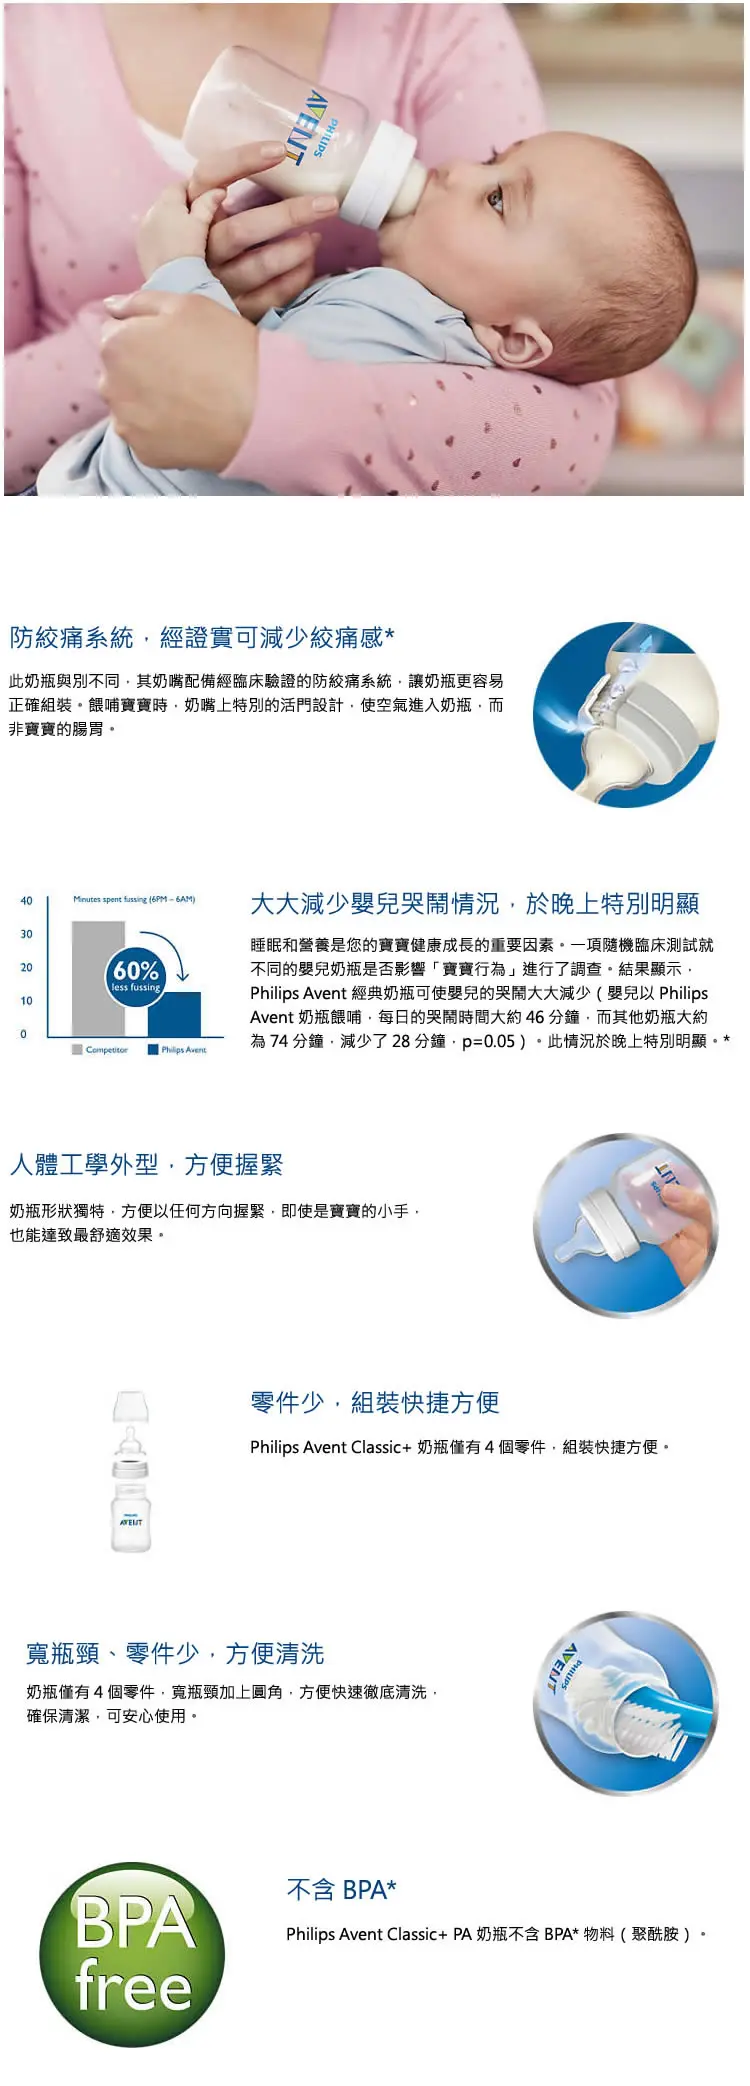 PHILIPS
AVENT
防絞痛系統，經證實可減少絞痛感*
此奶瓶與別不同，其奶嘴配備經臨床驗證的防絞痛系統，讓奶瓶更容易
正確組裝。餵哺寶寶時，奶嘴上特別的活門設計，使空氣進入奶瓶，而
非寶寶的腸胃。
40
30
20
10
0
Minutes spent fussing (6PM – 6AM)
60%
less fussing
Competitor
Philips Avent
大大減少嬰兒哭鬧情況，於晚上特別明顯
睡眠和營養是您的寶寶健康成長的重要因素。一項隨機臨床測試就
不同的嬰兒奶瓶是否影響「寶寶行為」進行了調查。結果顯示，
Philips Avent 經典奶瓶可使嬰兒的哭鬧大大減少（嬰兒以 Philips
Avent 奶瓶餵哺，每日的哭鬧時間大約 46 分鐘，而其他奶瓶大約
為 74 分鐘，減少了 28 分鐘，p=0.05）。此情況於晚上特別明顯。*
人體工學外型，方便握緊
奶瓶形狀獨特，方便以任何方向握緊，即使是寶寶的小手，
也能達致最舒適效果。
零件少，組裝快捷方便
Philips Avent Classic+ 奶瓶僅有 4 個零件，組裝快捷方便。
PHILIPS
AVENT
寬瓶頸、零件少，方便清洗
奶瓶僅有 4 個零件，寬瓶頸加上圓角，方便快速徹底清洗，
確保清潔，可安心使用。
PHILIPS
AVENT
BPA
free
不含 BPA*
Philips Avent Classic+ PA 奶瓶不含 BPA* 物料（聚酰胺）。